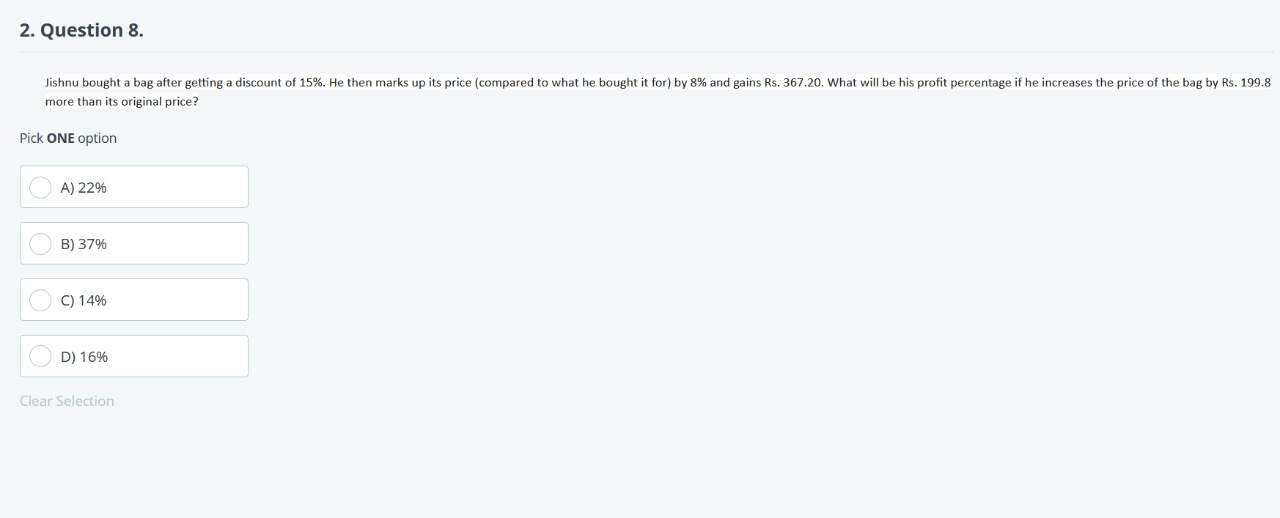 2. Question 8.
Jishnu bought a bag after getting a discount of 15%. He then marks up its price (compared to what he bought it for) by 8% and gains Rs. 367.20. What will be his profit percentage if he increases the price of the bag by Rs. 199.8
more than its original price?
Pick ONE option
A) 22%
B) 37%
C) 14%
D) 16%
Clear Selection